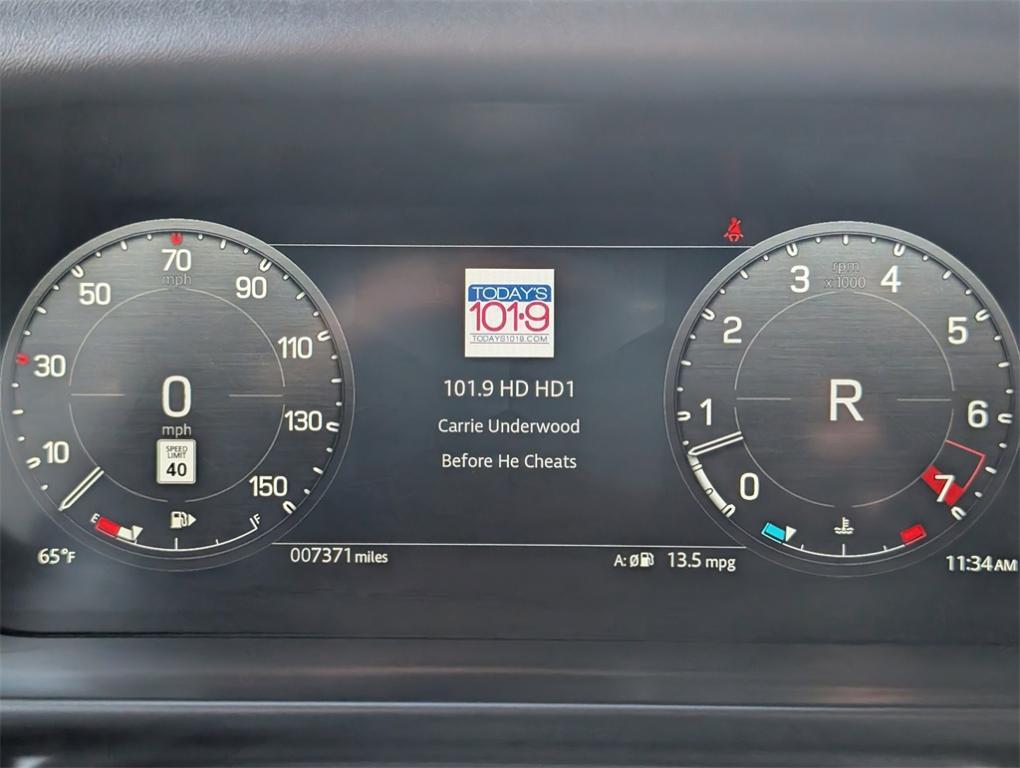 70
mph
50
90
30
110
0
mph
SPEED
LIMIT
40
10
130
150
E
F
65°F
007371 miles
TODAY'S
101.9
TODAYS1019.COM
101.9 HD HD1
Carrie Underwood
Before He Cheats
A: Ø
13.5 mpg
3
rpm
x1000
4
2
5
1
R
6
0
7
11:34 AM